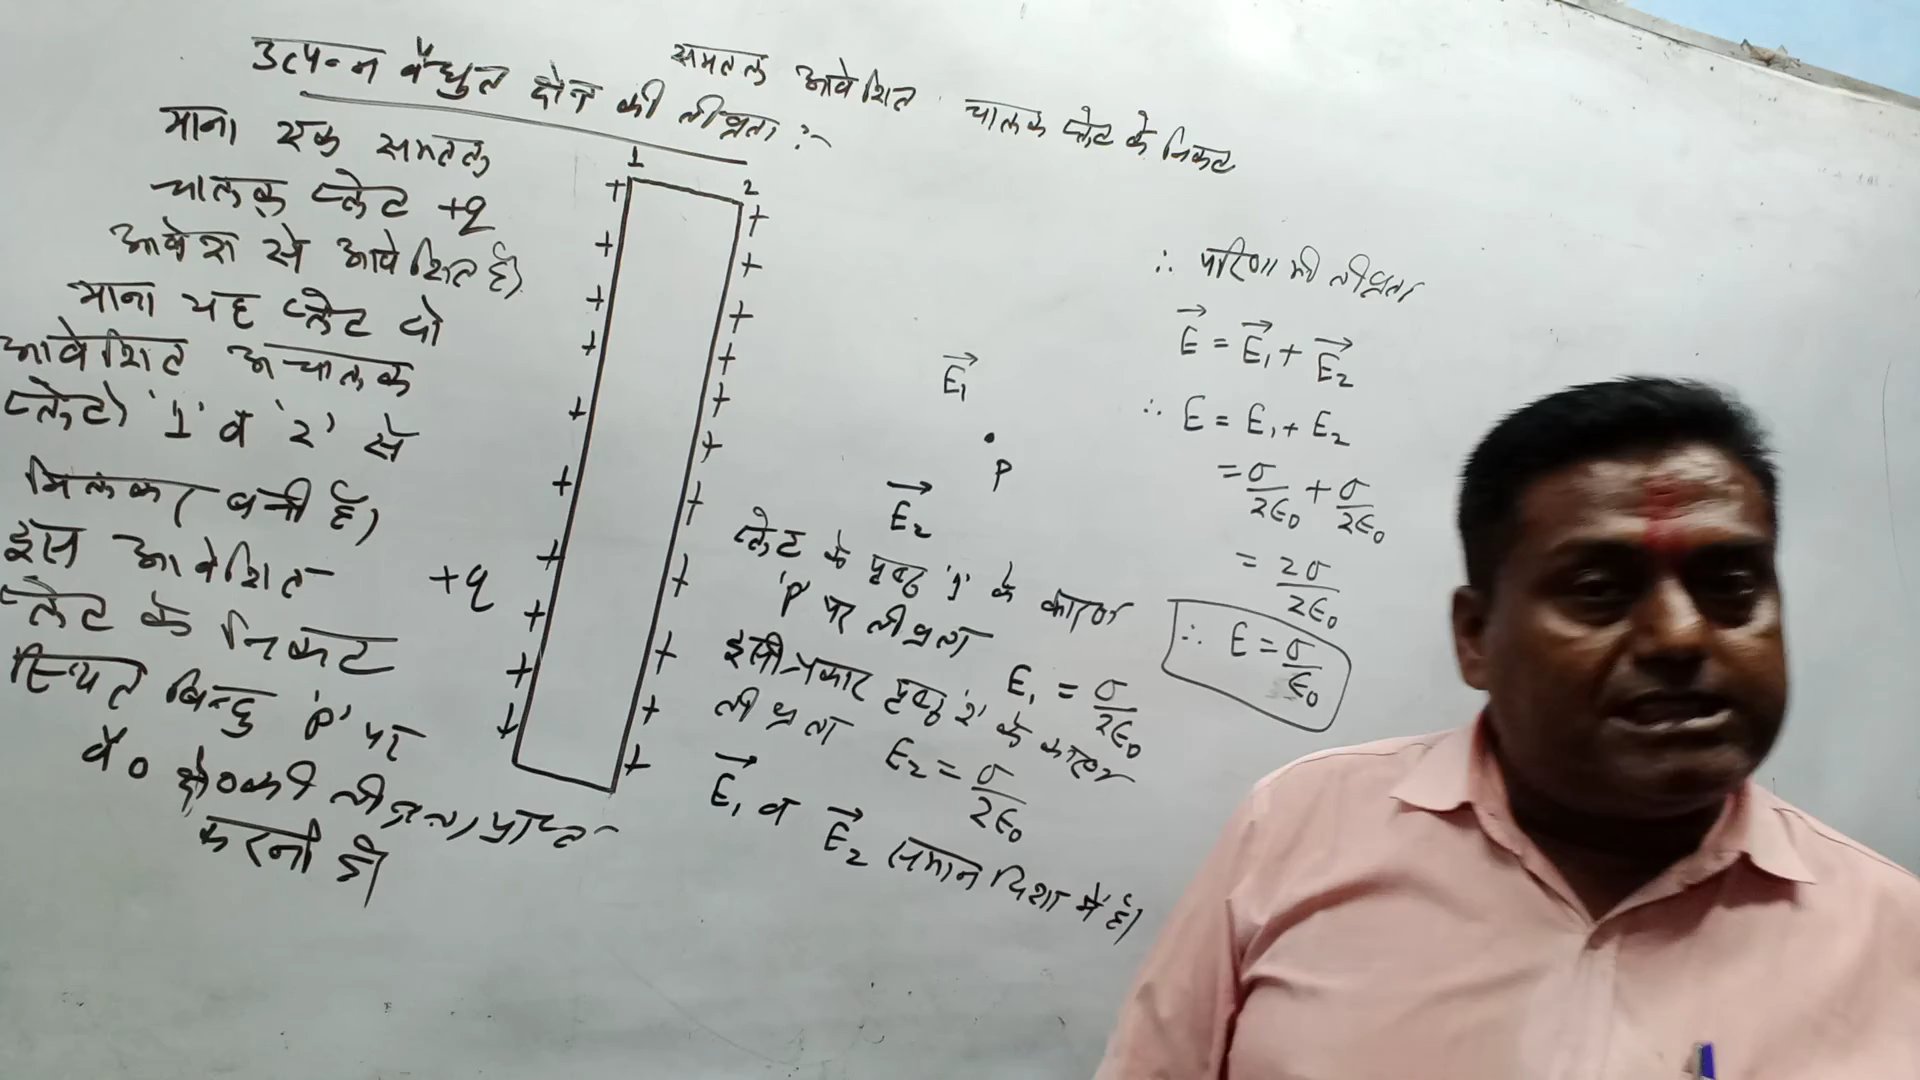 समतल आवेशित चालक प्लेट के निकट
उत्पन्न वैद्युत क्षेत्र की तीव्रता :-
माना एक समतल
चालक प्लेट +q
आवेश से आवेशित है।
माना यह प्लेट दो
आवेशित अचालक
प्लेटों '1' व '2' से
मिलकर बनी है।
इस आवेशित
प्लेट के निकट
स्थित बिन्दु 'P' पर
वै० क्षे० की तीव्रता प्राप्त
करनी है।
1
2
+ + + + + + + + + + +
+ + + + + + + + + + +
+q
E₁→
P
E₂→
प्लेट के पृष्ठ '1' के कारण
'P' पर तीव्रता
E₁ = σ/2ϵ₀
इसी प्रकार पृष्ठ '2' के कारण
तीव्रता E₂ = σ/2ϵ₀
E₁→ व E₂→ समान दिशा में है।
∴ परिणामी तीव्रता
E→ = E₁→ + E₂→
∴ E = E₁ + E₂
= σ/2ϵ₀ + σ/2ϵ₀
= 2σ/2ϵ₀
∴ E = σ/ϵ₀